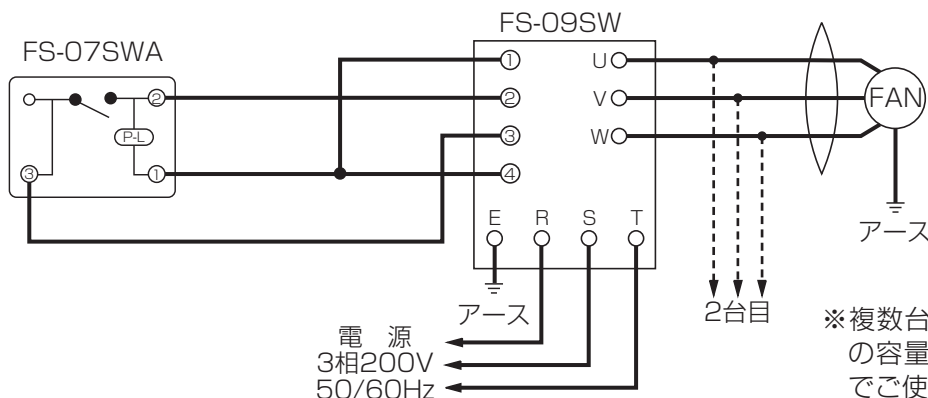 FS-09SW
FS-07SWA
② P-L ① ③
① ② ③ ④
U V W
E R S T
FAN
アース
アース
2台目
電 源
3相200V
50/60Hz
※複数台
の容量
でご使